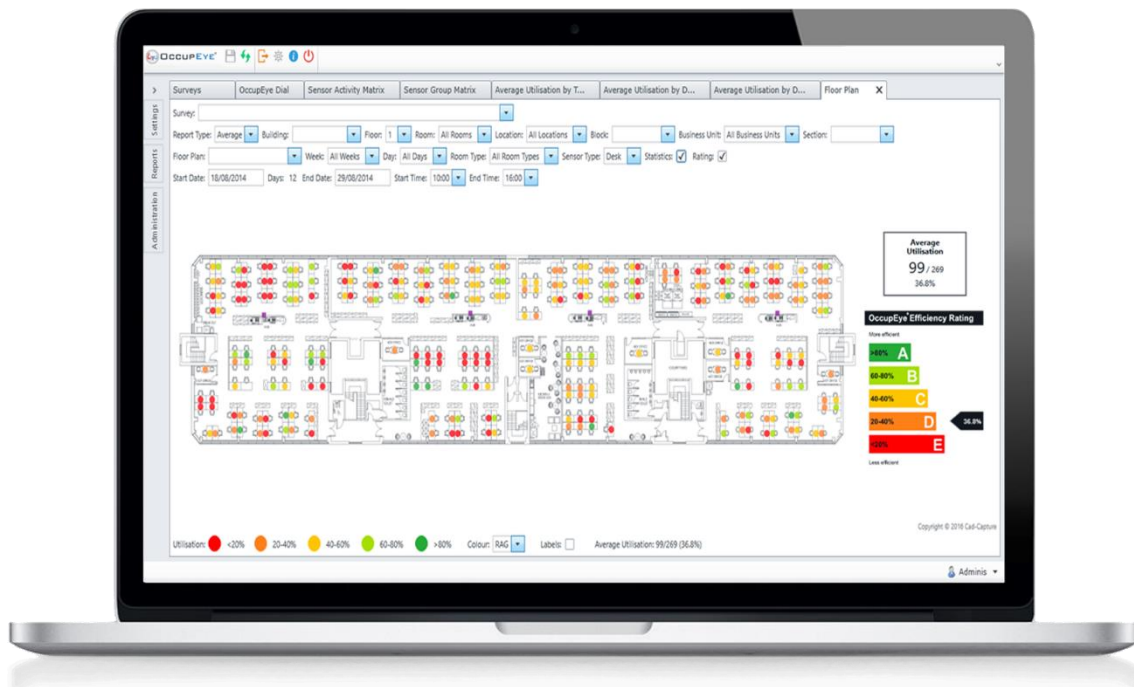 OCCUPEYE
Surveys OccupEye Dial Sensor Activity Matrix Sensor Group Matrix Average Utilisation by T... Average Utilisation by D... Average Utilisation by D... Floor Plan X
Settings
Reports
Administration
Survey:
Report Type: Average Building: Floor: 1 Room: All Rooms Location: All Locations Block: Business Unit: All Business Units Section:
Floor Plan: Week: All Weeks Day: All Days Room Type: All Room Types Sensor Type: Desk Statistics: Rating:
Start Date: 18/08/2014 Days: 12 End Date: 29/08/2014 Start Time: 10:00 End Time: 16:00
Average
Utilisation
99 / 269
36.8%
OccupEye Efficiency Rating
More efficient
>80% A
60-80% B
40-60% C
20-40% D 36.8%
<20% E
Less efficient
Copyright © 2016 Cad-Capture
Utilisation: <20% 20-40% 40-60% 60-80% >80% Colour: RAG Labels: Average Utilisation: 99/269 (36.8%)
Adminis